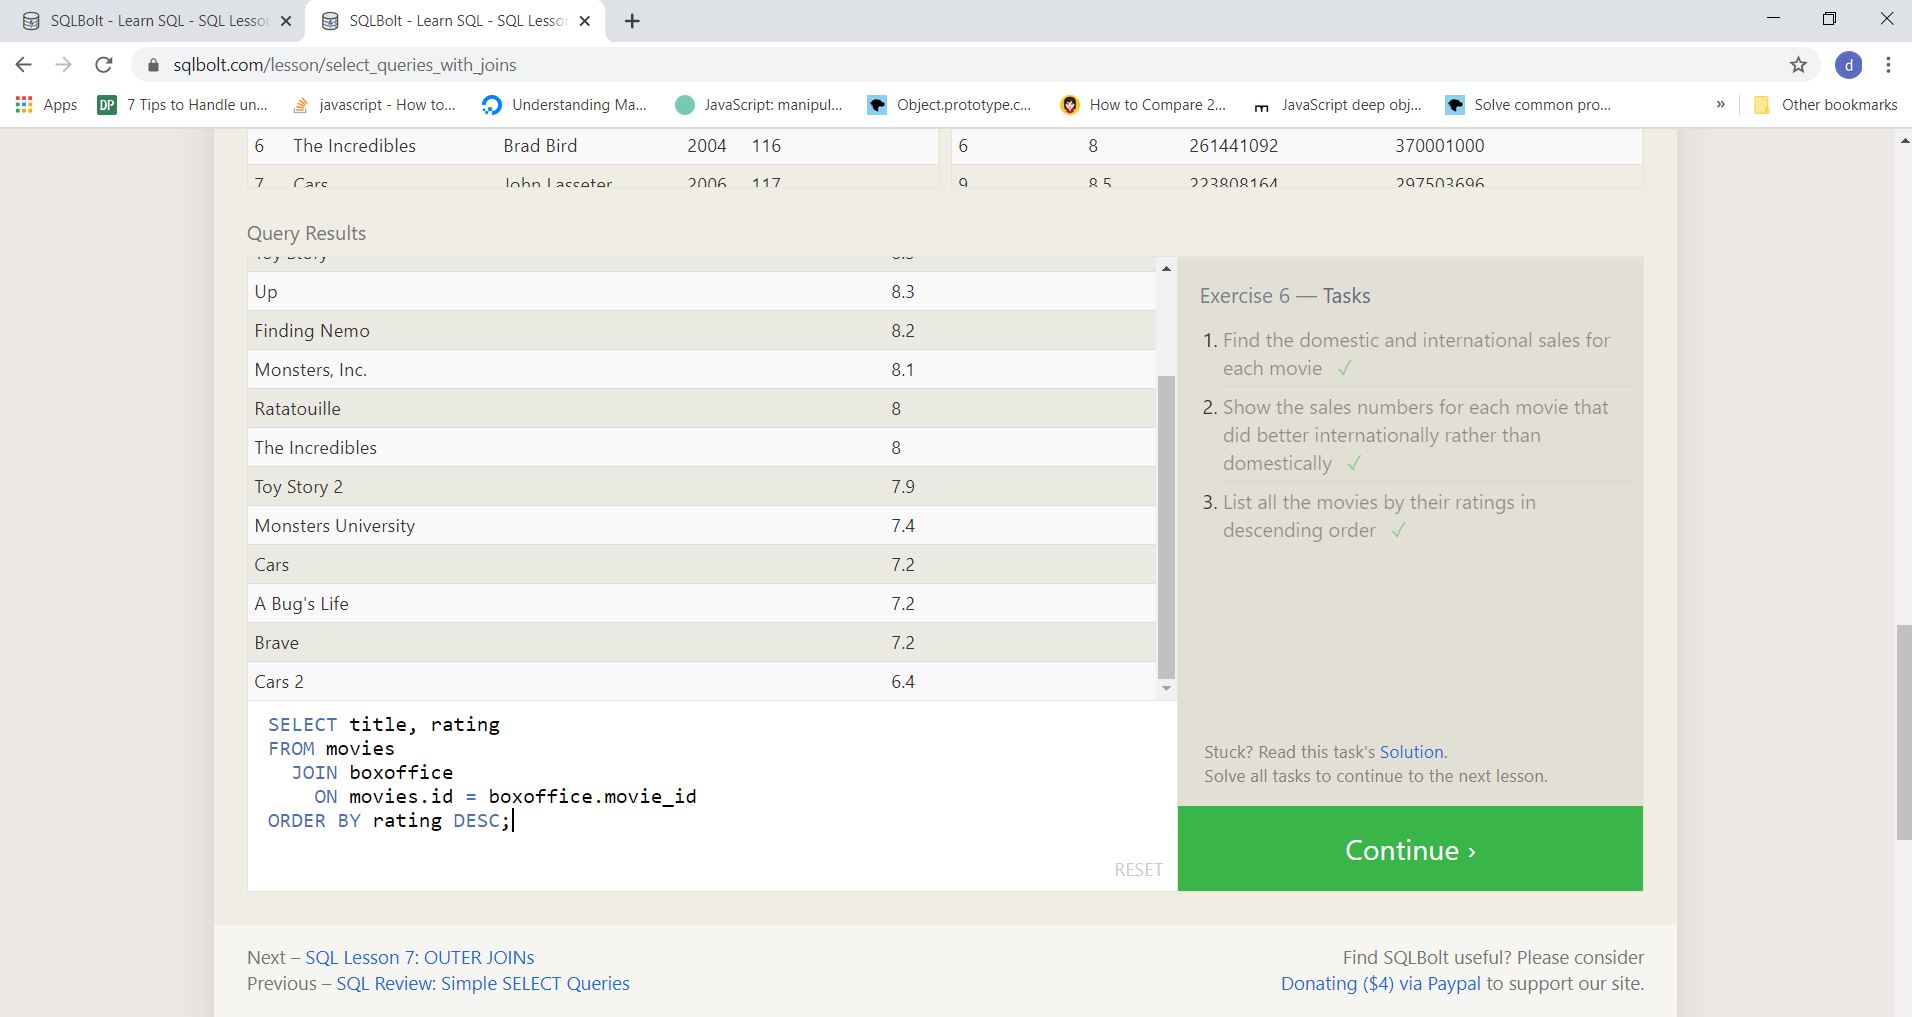 SQLBolt - Learn SQL - SQL Lesso
SQLBolt - Learn SQL - SQL Lesso
sqlbolt.com/lesson/select_queries_with_joins
d
Apps
DP 7 Tips to Handle un...
javascript - How to...
Understanding Ma...
JavaScript: manipul...
Object.prototype.c...
How to Compare 2...
JavaScript deep obj...
Solve common pro...
»
Other bookmarks
6 The Incredibles Brad Bird 2004 116
6 8 261441092 370001000
7 Cars John Lasseter 2006 117
9 8.5 223808164 297503696
Query Results
Toy Story 8.3
Up 8.3
Finding Nemo 8.2
Monsters, Inc. 8.1
Ratatouille 8
The Incredibles 8
Toy Story 2 7.9
Monsters University 7.4
Cars 7.2
A Bug's Life 7.2
Brave 7.2
Cars 2 6.4
SELECT title, rating
FROM movies
JOIN boxoffice
ON movies.id = boxoffice.movie_id
ORDER BY rating DESC;
RESET
Exercise 6 — Tasks
1. Find the domestic and international sales for
each movie ✓
2. Show the sales numbers for each movie that
did better internationally rather than
domestically ✓
3. List all the movies by their ratings in
descending order ✓
Stuck? Read this task's Solution.
Solve all tasks to continue to the next lesson.
Continue ›
Next – SQL Lesson 7: OUTER JOINs
Previous – SQL Review: Simple SELECT Queries
Find SQLBolt useful? Please consider
Donating ($4) via Paypal to support our site.